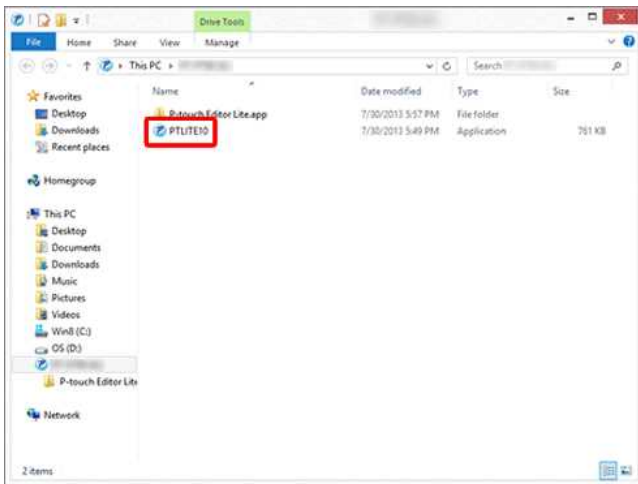 Drive Tools
File Home Share View Manage
This PC
Search
Favorites
Desktop
Downloads
Recent places
Homegroup
This PC
Desktop
Documents
Downloads
Music
Pictures
Videos
Win8 (C:)
OS (D:)
P-touch Editor Lite
Network
Name Date modified Type Size
P-touch Editor Lite.app 7/30/2013 5:57 PM File folder
PTLITE10 7/30/2013 5:49 PM Application 761 KB
2 items